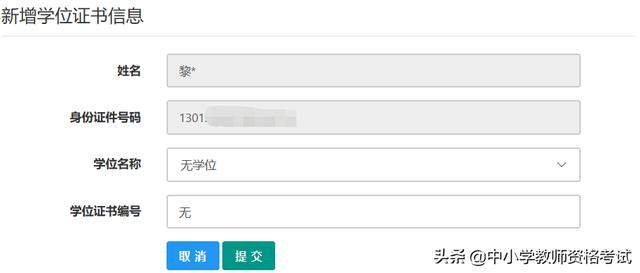 新增学位证书信息
姓名 黎*
身份证件号码 1301
学位名称 无学位
学位证书编号 无
取消 提交
头条 @中小学教师资格考试